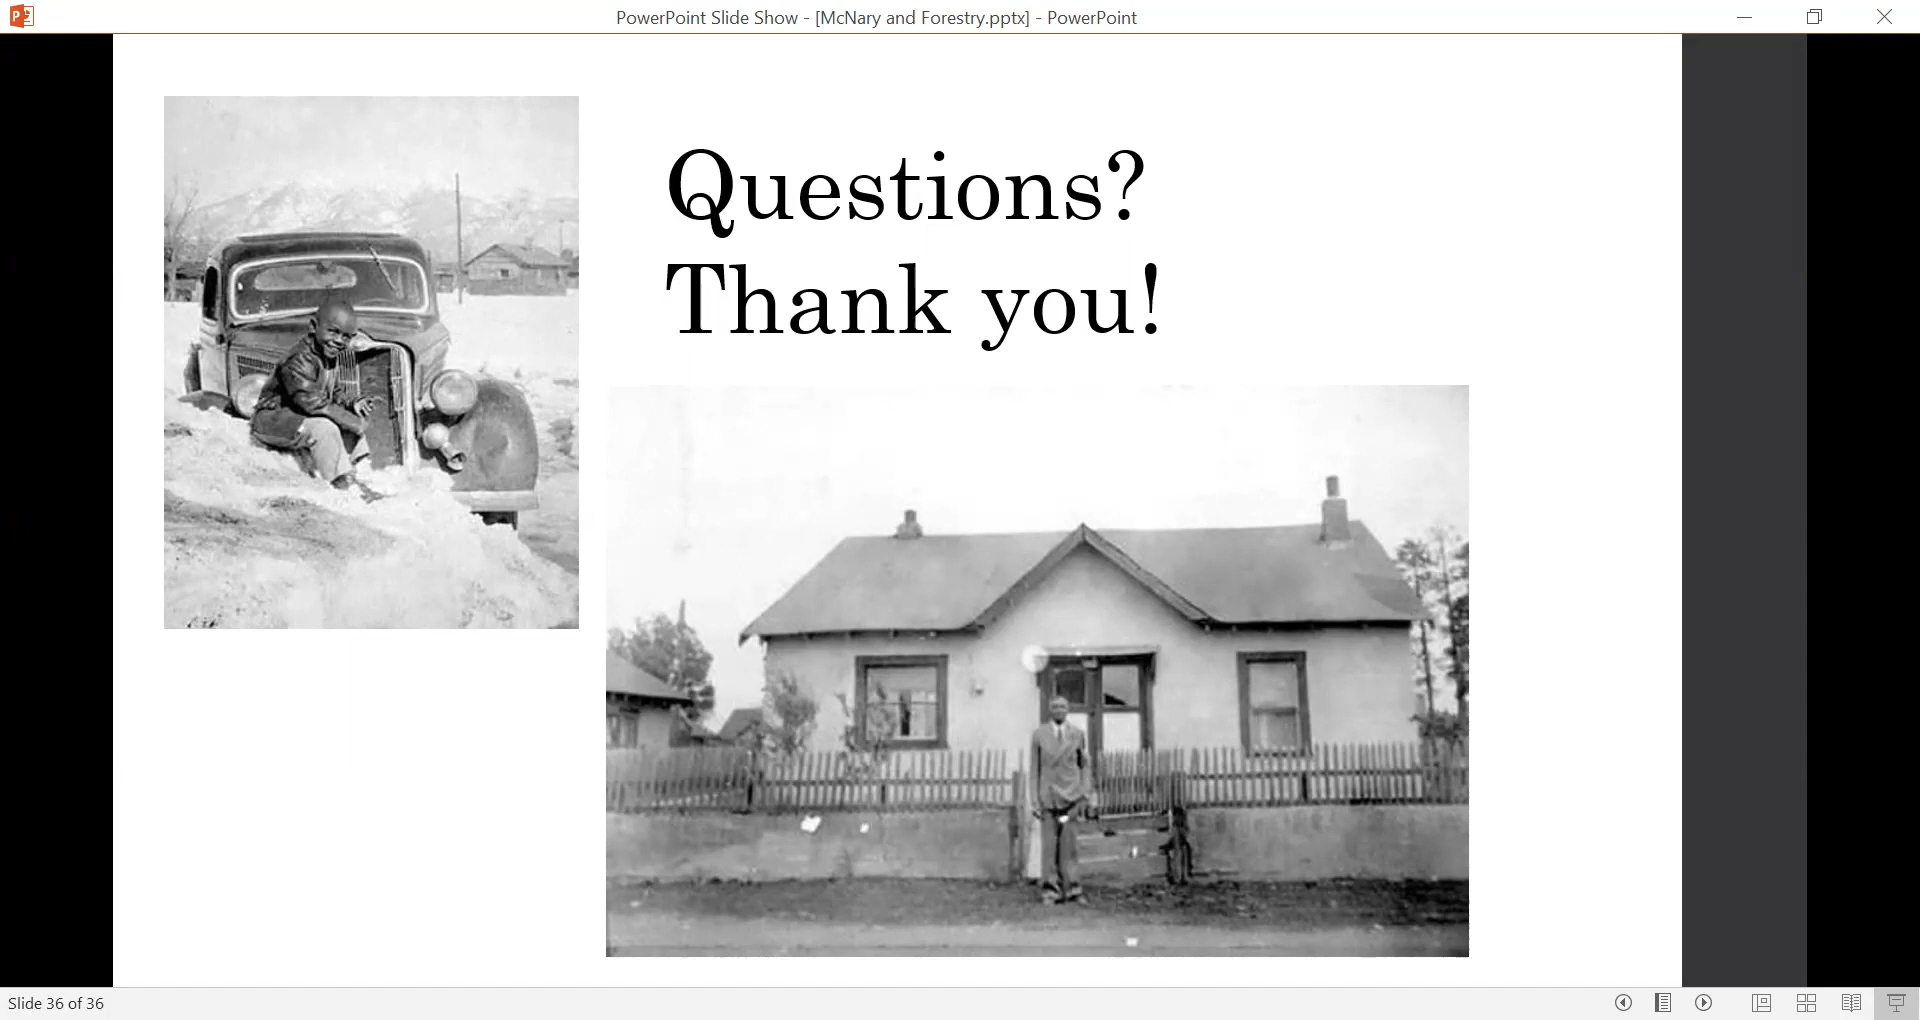 PowerPoint Slide Show - [McNary and Forestry.pptx] - PowerPoint
Questions?
Thank you!
Slide 36 of 36